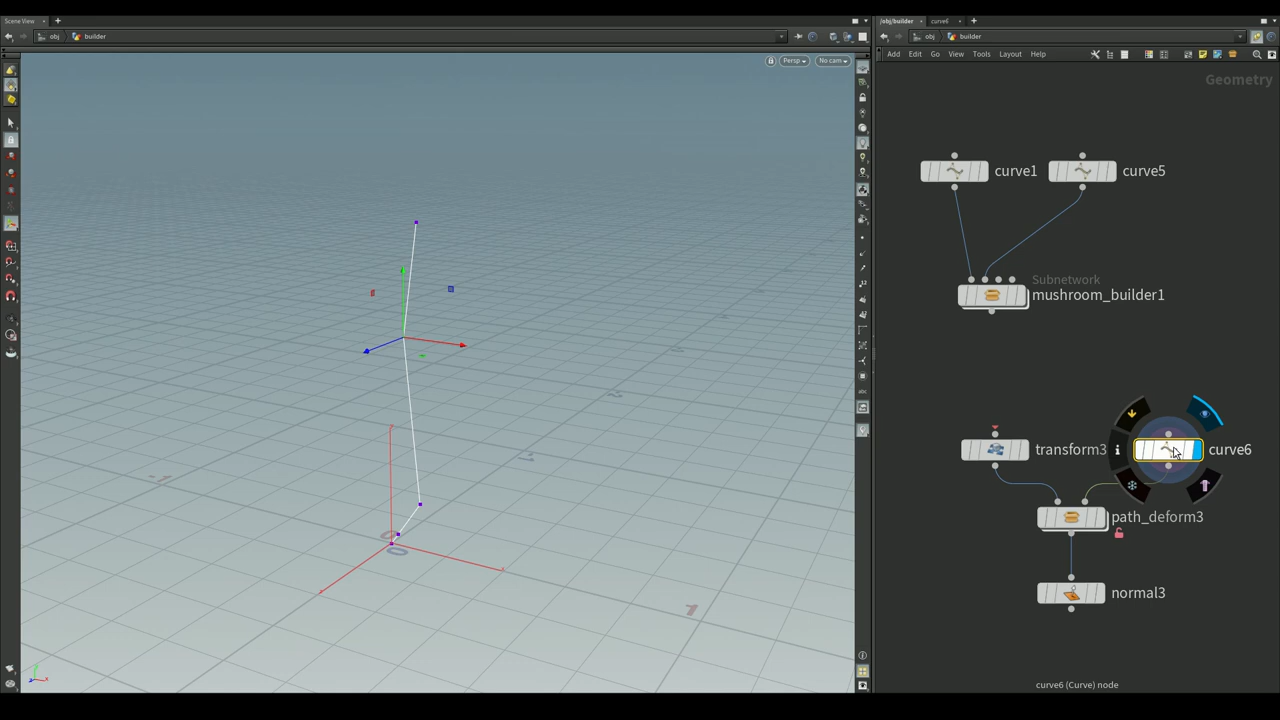 Scene View
/obj/builder
curve6
obj
builder
obj
builder
Add
Edit
Go
View
Tools
Layout
Help
Persp
No cam
Geometry
curve1
curve5
Subnetwork
mushroom_builder1
transform3
curve6
path_deform3
normal3
curve6 (Curve) node